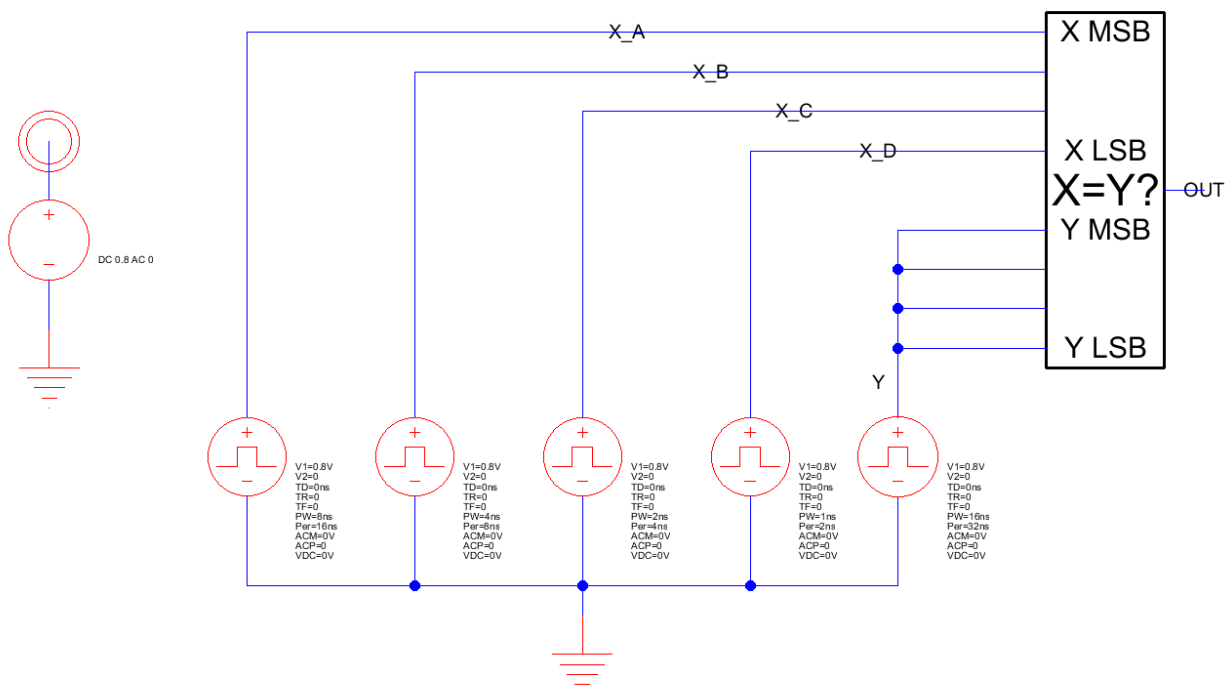 X_A
X MSB
X_B
X_C
X_D
X LSB
X=Y?
OUT
Y MSB
DC 0.8 AC 0
Y LSB
Y
+
−
+
−
+
−
+
−
+
−
+
−
V1=0.8V
V2=0
TD=0ns
TR=0
TF=0
PW=8ns
Per=16ns
ACM=0V
ACP=0
VDC=0V
V1=0.8V
V2=0
TD=0ns
TR=0
TF=0
PW=4ns
Per=8ns
ACM=0V
ACP=0
VDC=0V
V1=0.8V
V2=0
TD=0ns
TR=0
TF=0
PW=2ns
Per=4ns
ACM=0V
ACP=0
VDC=0V
V1=0.8V
V2=0
TD=0ns
TR=0
TF=0
PW=1ns
Per=2ns
ACM=0V
ACP=0
VDC=0V
V1=0.8V
V2=0
TD=0ns
TR=0
TF=0
PW=16ns
Per=32ns
ACM=0V
ACP=0
VDC=0V